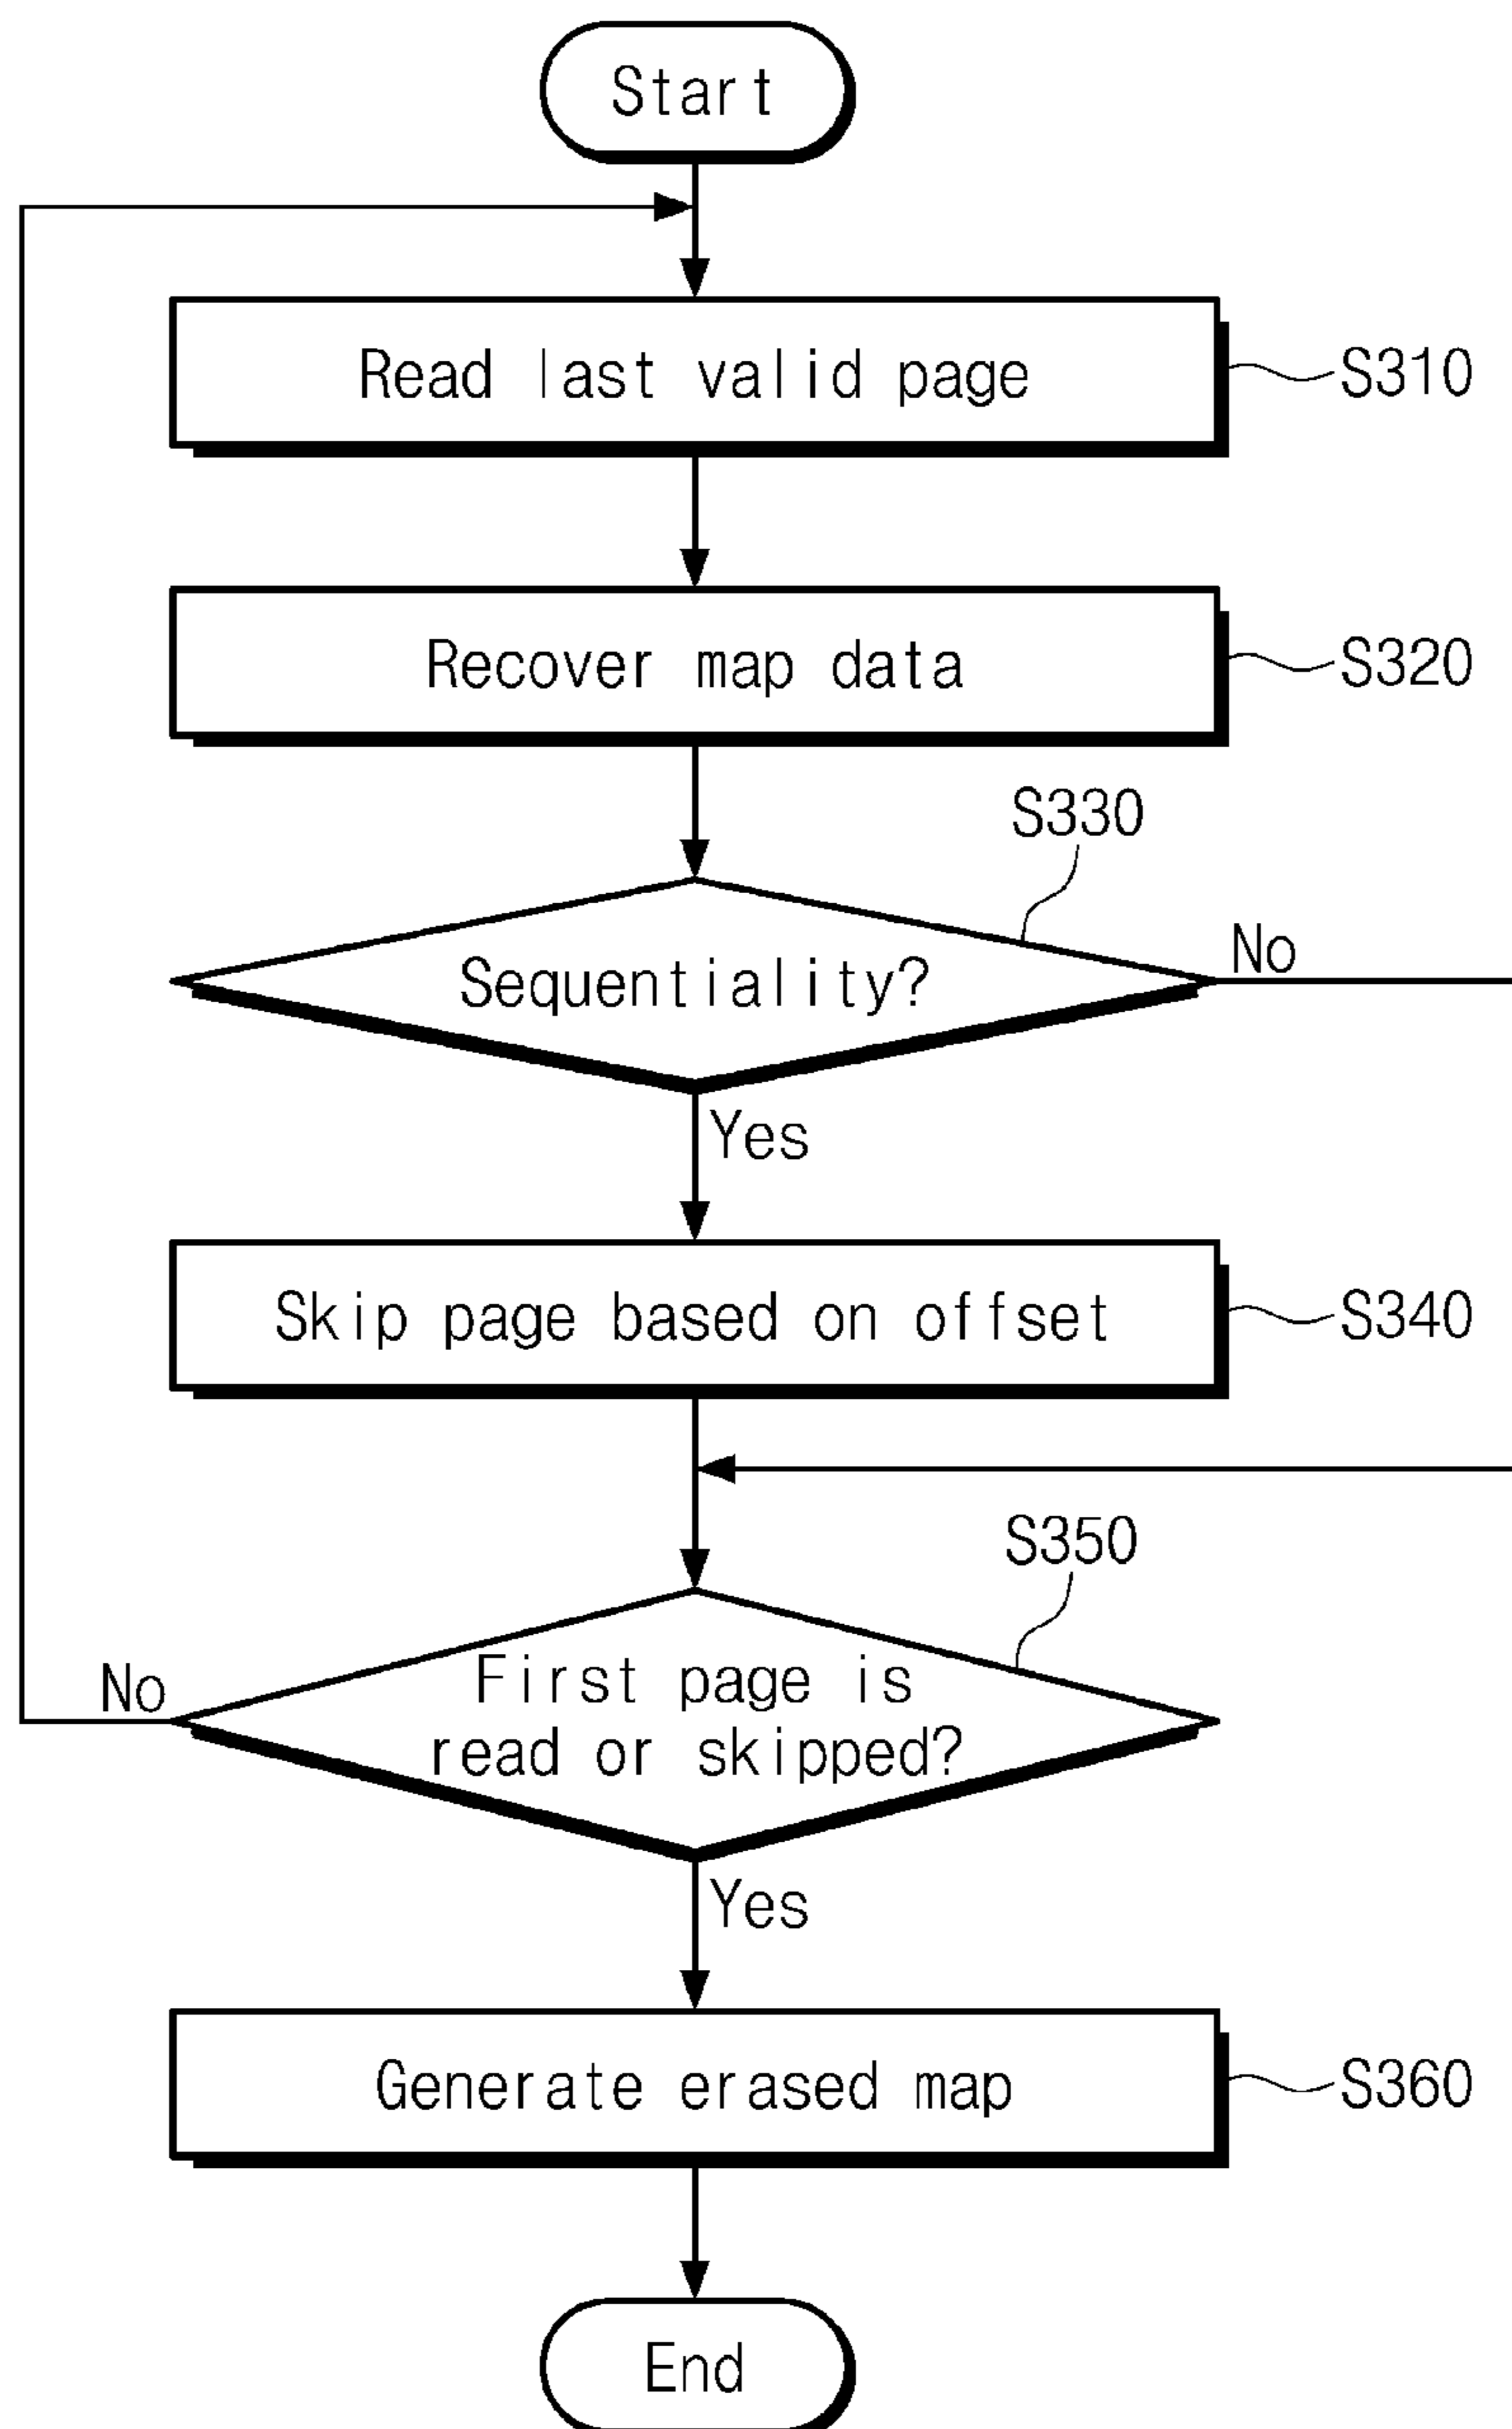 Start
Read last valid page
S310
Recover map data
S320
S330
Sequentiality?
No
Yes
Skip page based on offset
S340
S350
No
First page is
read or skipped?
Yes
Generate erased map
S360
End